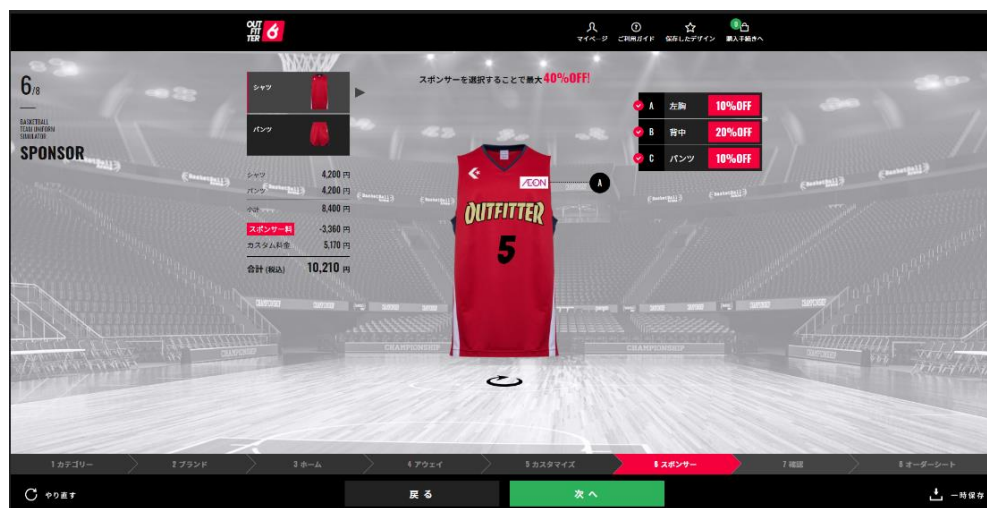 OUT
FIT
TER
マイページ
ご利用ガイド
保存したデザイン
購入手続きへ
6/8
BASKETBALL
TEAM UNIFORM
SIMULATOR
SPONSOR
シャツ
パンツ
シャツ 4,200 円
パンツ 4,200 円
小計 8,400 円
スポンサー料 -3,360 円
カスタム料金 5,170 円
合計 (税込) 10,210 円
スポンサーを選択することで最大40%OFF!
A 左胸 10%OFF
B 背中 20%OFF
C パンツ 10%OFF
ÆON
A
OUTFITTER
5
CHAMPIONSHIP
CHAMPIONSHIP
1 カテゴリー
2 ブランド
3 ホーム
4 アウェイ
5 カスタマイズ
6 スポンサー
7 確認
8 オーダーシート
やり直す
戻る
次へ
一時保存